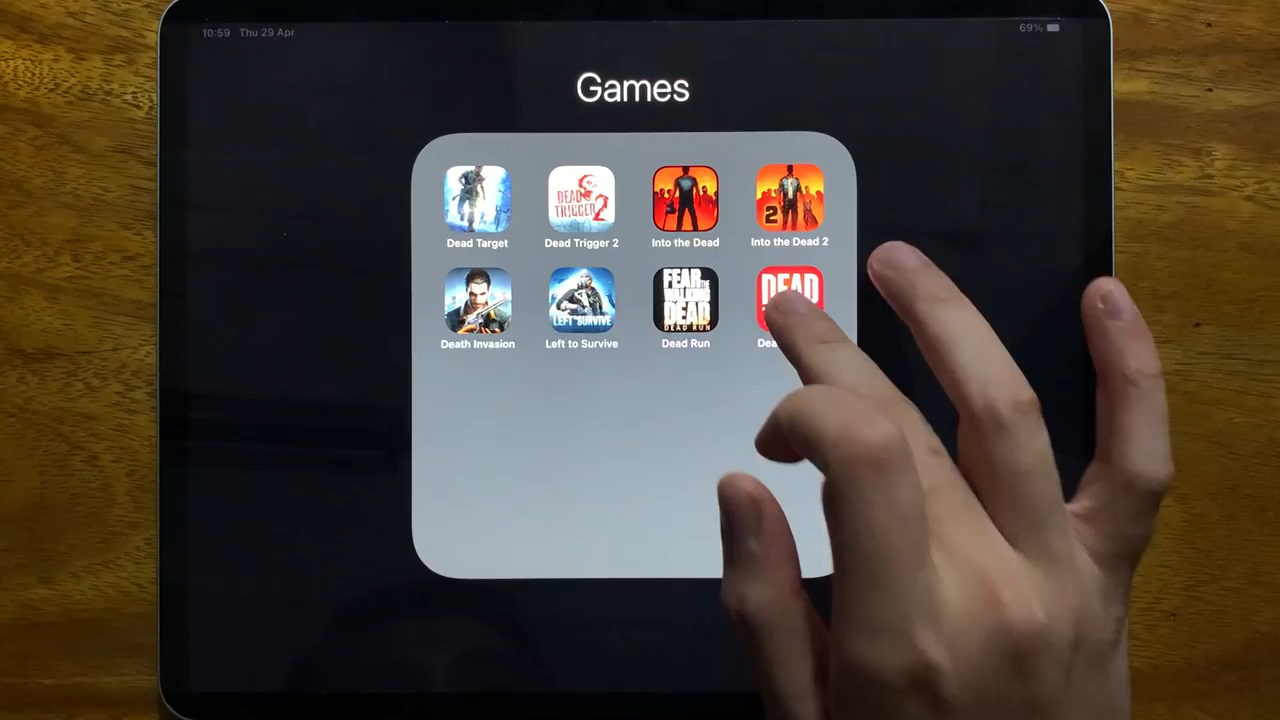 10:59 Thu 29 Apr
69%
Games
DEAD
TRIGGER 2
2
Dead Target
Dead Trigger 2
Into the Dead
Into the Dead 2
LEFT SURVIVE
FEAR THE
WALKING
DEAD
DEAD RUN
DEAD
Death Invasion
Left to Survive
Dead Run